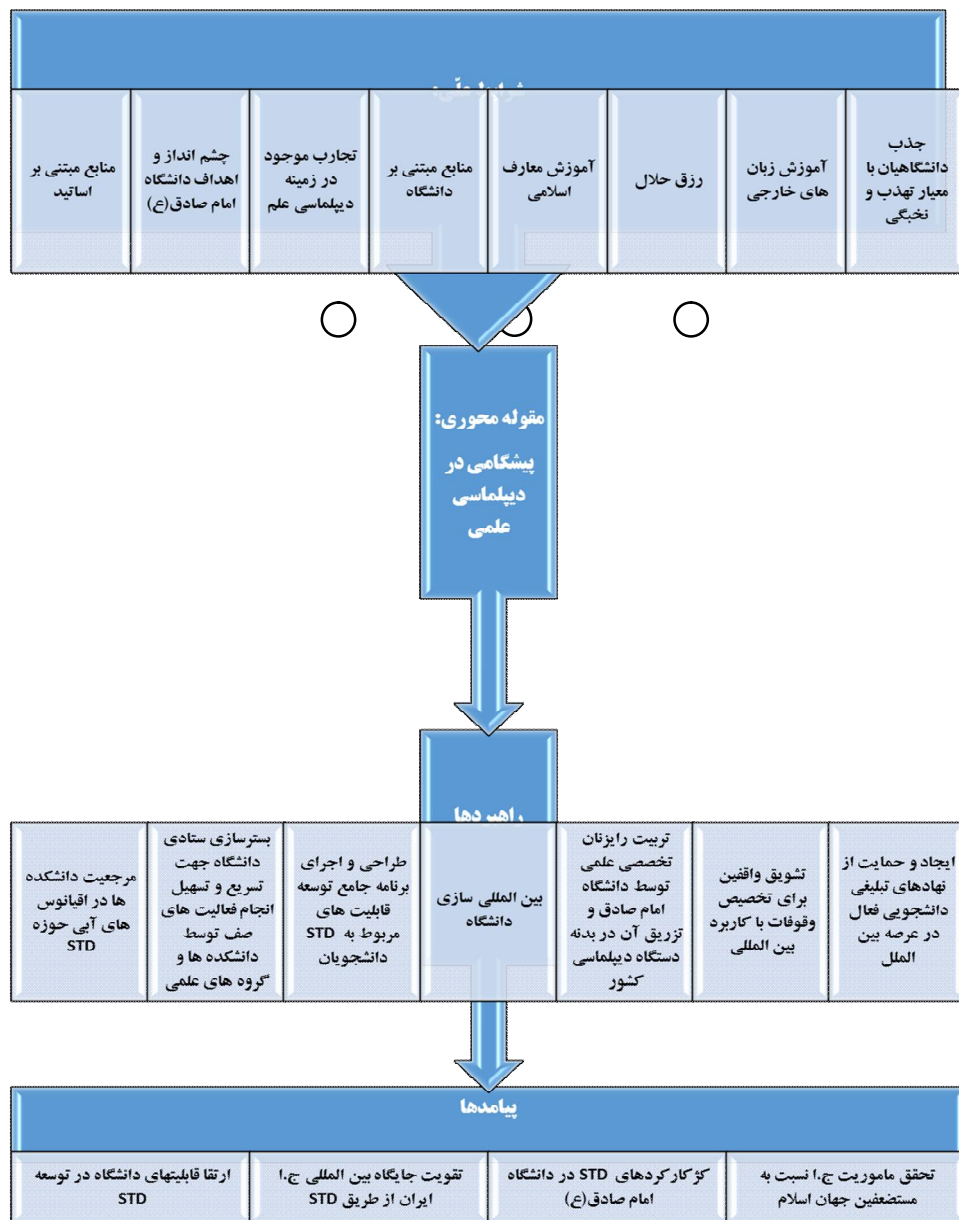 شرایط علّی:
جذب
دانشگاهیان با
معیار تهذب و
نخبگی
آموزش زبان
های خارجی
رزق حلال
آموزش معارف
اسلامی
منابع مبتنی بر
دانشگاه
تجارب موجود
در زمینه
دیپلماسی علم
چشم انداز و
اهداف دانشگاه
امام صادق(ع)
منابع مبتنی بر
اساتید
مقوله محوری:
پیشگامی در
دیپلماسی
علمی
راهبردها
ایجاد و حمایت از
نهادهای تبلیغی
دانشجویی فعال
در عرصه بین
الملل
تشویق واقفین
برای تخصیص
وقوفات با کاربرد
بین المللی
تربیت رایزنان
تخصصی علمی
توسط دانشگاه
امام صادق و
تزریق آن در بدنه
دستگاه دیپلماسی
کشور
بین المللی سازی
دانشگاه
طراحی و اجرای
برنامه جامع توسعه
قابلیت های
مربوط به STD
دانشجویان
بسترسازی ستادی
دانشگاه جهت
تسریع و تسهیل
انجام فعالیت های
صف توسط
دانشکده ها و
گروه های علمی
مرجعیت دانشکده
ها در اقیانوس
های آبی حوزه
STD
پیامدها
تحقق ماموریت ج.ا نسبت به
مستضعفین جهان اسلام
کژکارکردهای STD در دانشگاه
امام صادق(ع)
تقویت جایگاه بین المللی ج.ا
ایران از طریق STD
ارتقا قابلیتهای دانشگاه در توسعه
STD